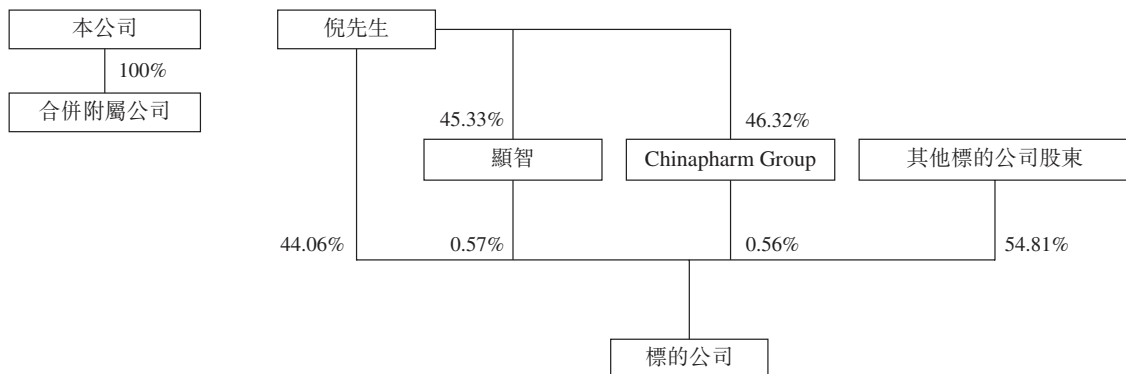 本公司
倪先生
100%
合併附屬公司
45.33%
46.32%
顯智
Chinapharm Group
其他標的公司股東
44.06%
0.57%
0.56%
54.81%
標的公司